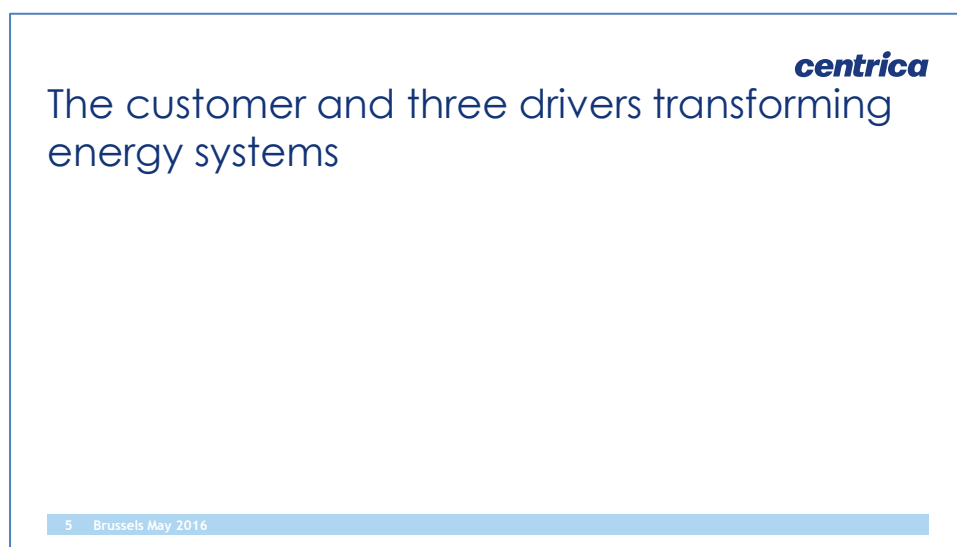 centrica
The customer and three drivers transforming
energy systems
5 Brussels May 2016